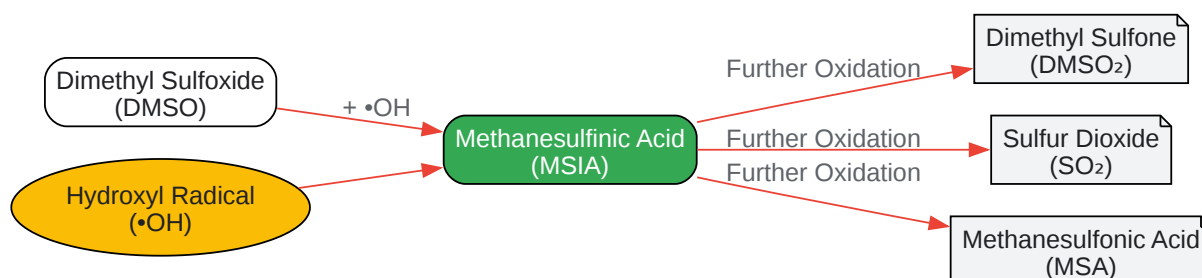 Dimethyl Sulfoxide
(DMSO)
+ •OH
Hydroxyl Radical
(•OH)
Methanesulfinic Acid
(MSIA)
Further Oxidation
Further Oxidation
Further Oxidation
Dimethyl Sulfone
(DMSO₂)
Sulfur Dioxide
(SO₂)
Methanesulfonic Acid
(MSA)